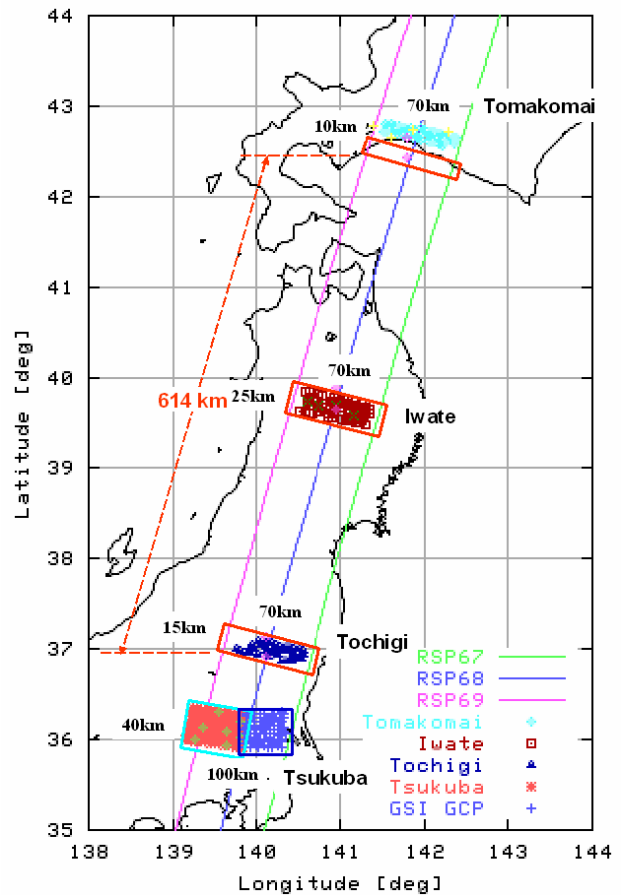 44
43
42
41
40
39
38
37
36
35
Latitude [deg]
70km
Tomakomai
10km
70km
614 km
25km
Iwate
70km
15km
Tochigi
RSP67
RSP68
RSP69
Tomakomai
40km
Iwate
Tochigi
100km
Tsukuba
Tsukuba
GSI GCP
138
139
140
141
142
143
144
Longitude [deg]